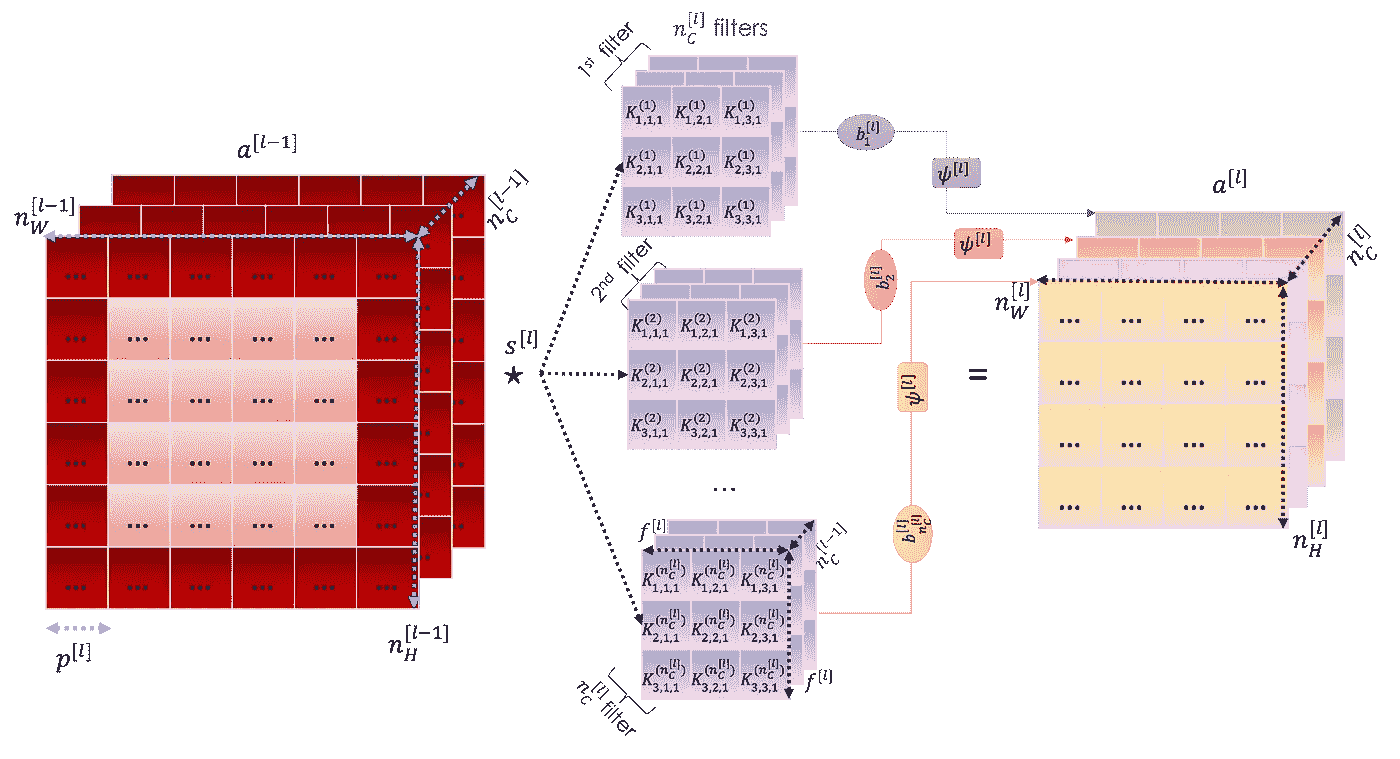 n_C^{[l]} filters
1st filter
a^{[l-1]}
n_W^{[l-1]}
n_C^{[l-1]}
... ... ... ... ... ...
... ... ... ... ... ...
... ... ... ... ... ...
... ... ... ... ... ...
... ... ... ... ... ...
... ... ... ... ... ...
p^{[l]}
n_H^{[l-1]}
s^{[l]}
★
K_{1,1,1}^{(1)} K_{1,2,1}^{(1)} K_{1,3,1}^{(1)}
K_{2,1,1}^{(1)} K_{2,2,1}^{(1)} K_{2,3,1}^{(1)}
K_{3,1,1}^{(1)} K_{3,2,1}^{(1)} K_{3,3,1}^{(1)}
b_1^{[l]}
ψ^{[l]}
2nd filter
K_{1,1,1}^{(2)} K_{1,2,1}^{(2)} K_{1,3,1}^{(2)}
K_{2,1,1}^{(2)} K_{2,2,1}^{(2)} K_{2,3,1}^{(2)}
K_{3,1,1}^{(2)} K_{3,2,1}^{(2)} K_{3,3,1}^{(2)}
b_2^{[l]}
ψ^{[l]}
...
f^{[l]}
n_C^{[l-1]}
K_{1,1,1}^{(n_C^{[l]})} K_{1,2,1}^{(n_C^{[l]})} K_{1,3,1}^{(n_C^{[l]})}
K_{2,1,1}^{(n_C^{[l]})} K_{2,2,1}^{(n_C^{[l]})} K_{2,3,1}^{(n_C^{[l]})}
K_{3,1,1}^{(n_C^{[l]})} K_{3,2,1}^{(n_C^{[l]})} K_{3,3,1}^{(n_C^{[l]})}
f^{[l]}
n_C^{[l]} filter
b_{n_C^{[l]}}^{[l]}
ψ^{[l]}
=
a^{[l]}
n_C^{[l]}
n_W^{[l]}
... ... ... ...
... ... ... ...
... ... ... ...
... ... ... ...
n_H^{[l]}